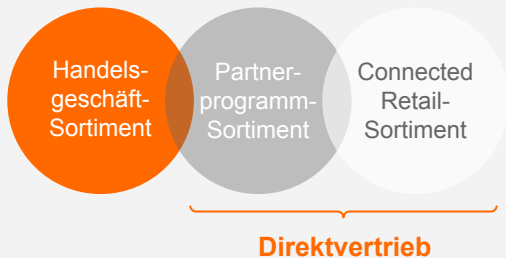 Handels-
geschäft-
Sortiment
Partner-
programm-
Sortiment
Connected
Retail-
Sortiment
Direktvertrieb